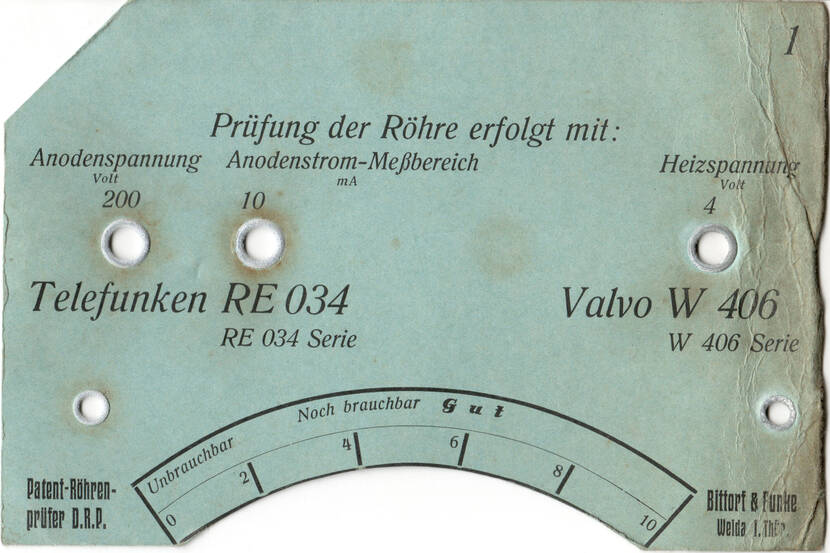 1
Prüfung der Röhre erfolgt mit:
Anodenspannung Anodenstrom-Meßbereich Heizspannung
Volt mA Volt
200 10 4
Telefunken RE 034 Valvo W 406
RE 034 Serie W 406 Serie
Unbrauchbar Noch brauchbar Gut
0 2 4 6 8 10
Patent-Röhren- Bittorf & Funke
prüfer D.R.P. Weida i. Thür.